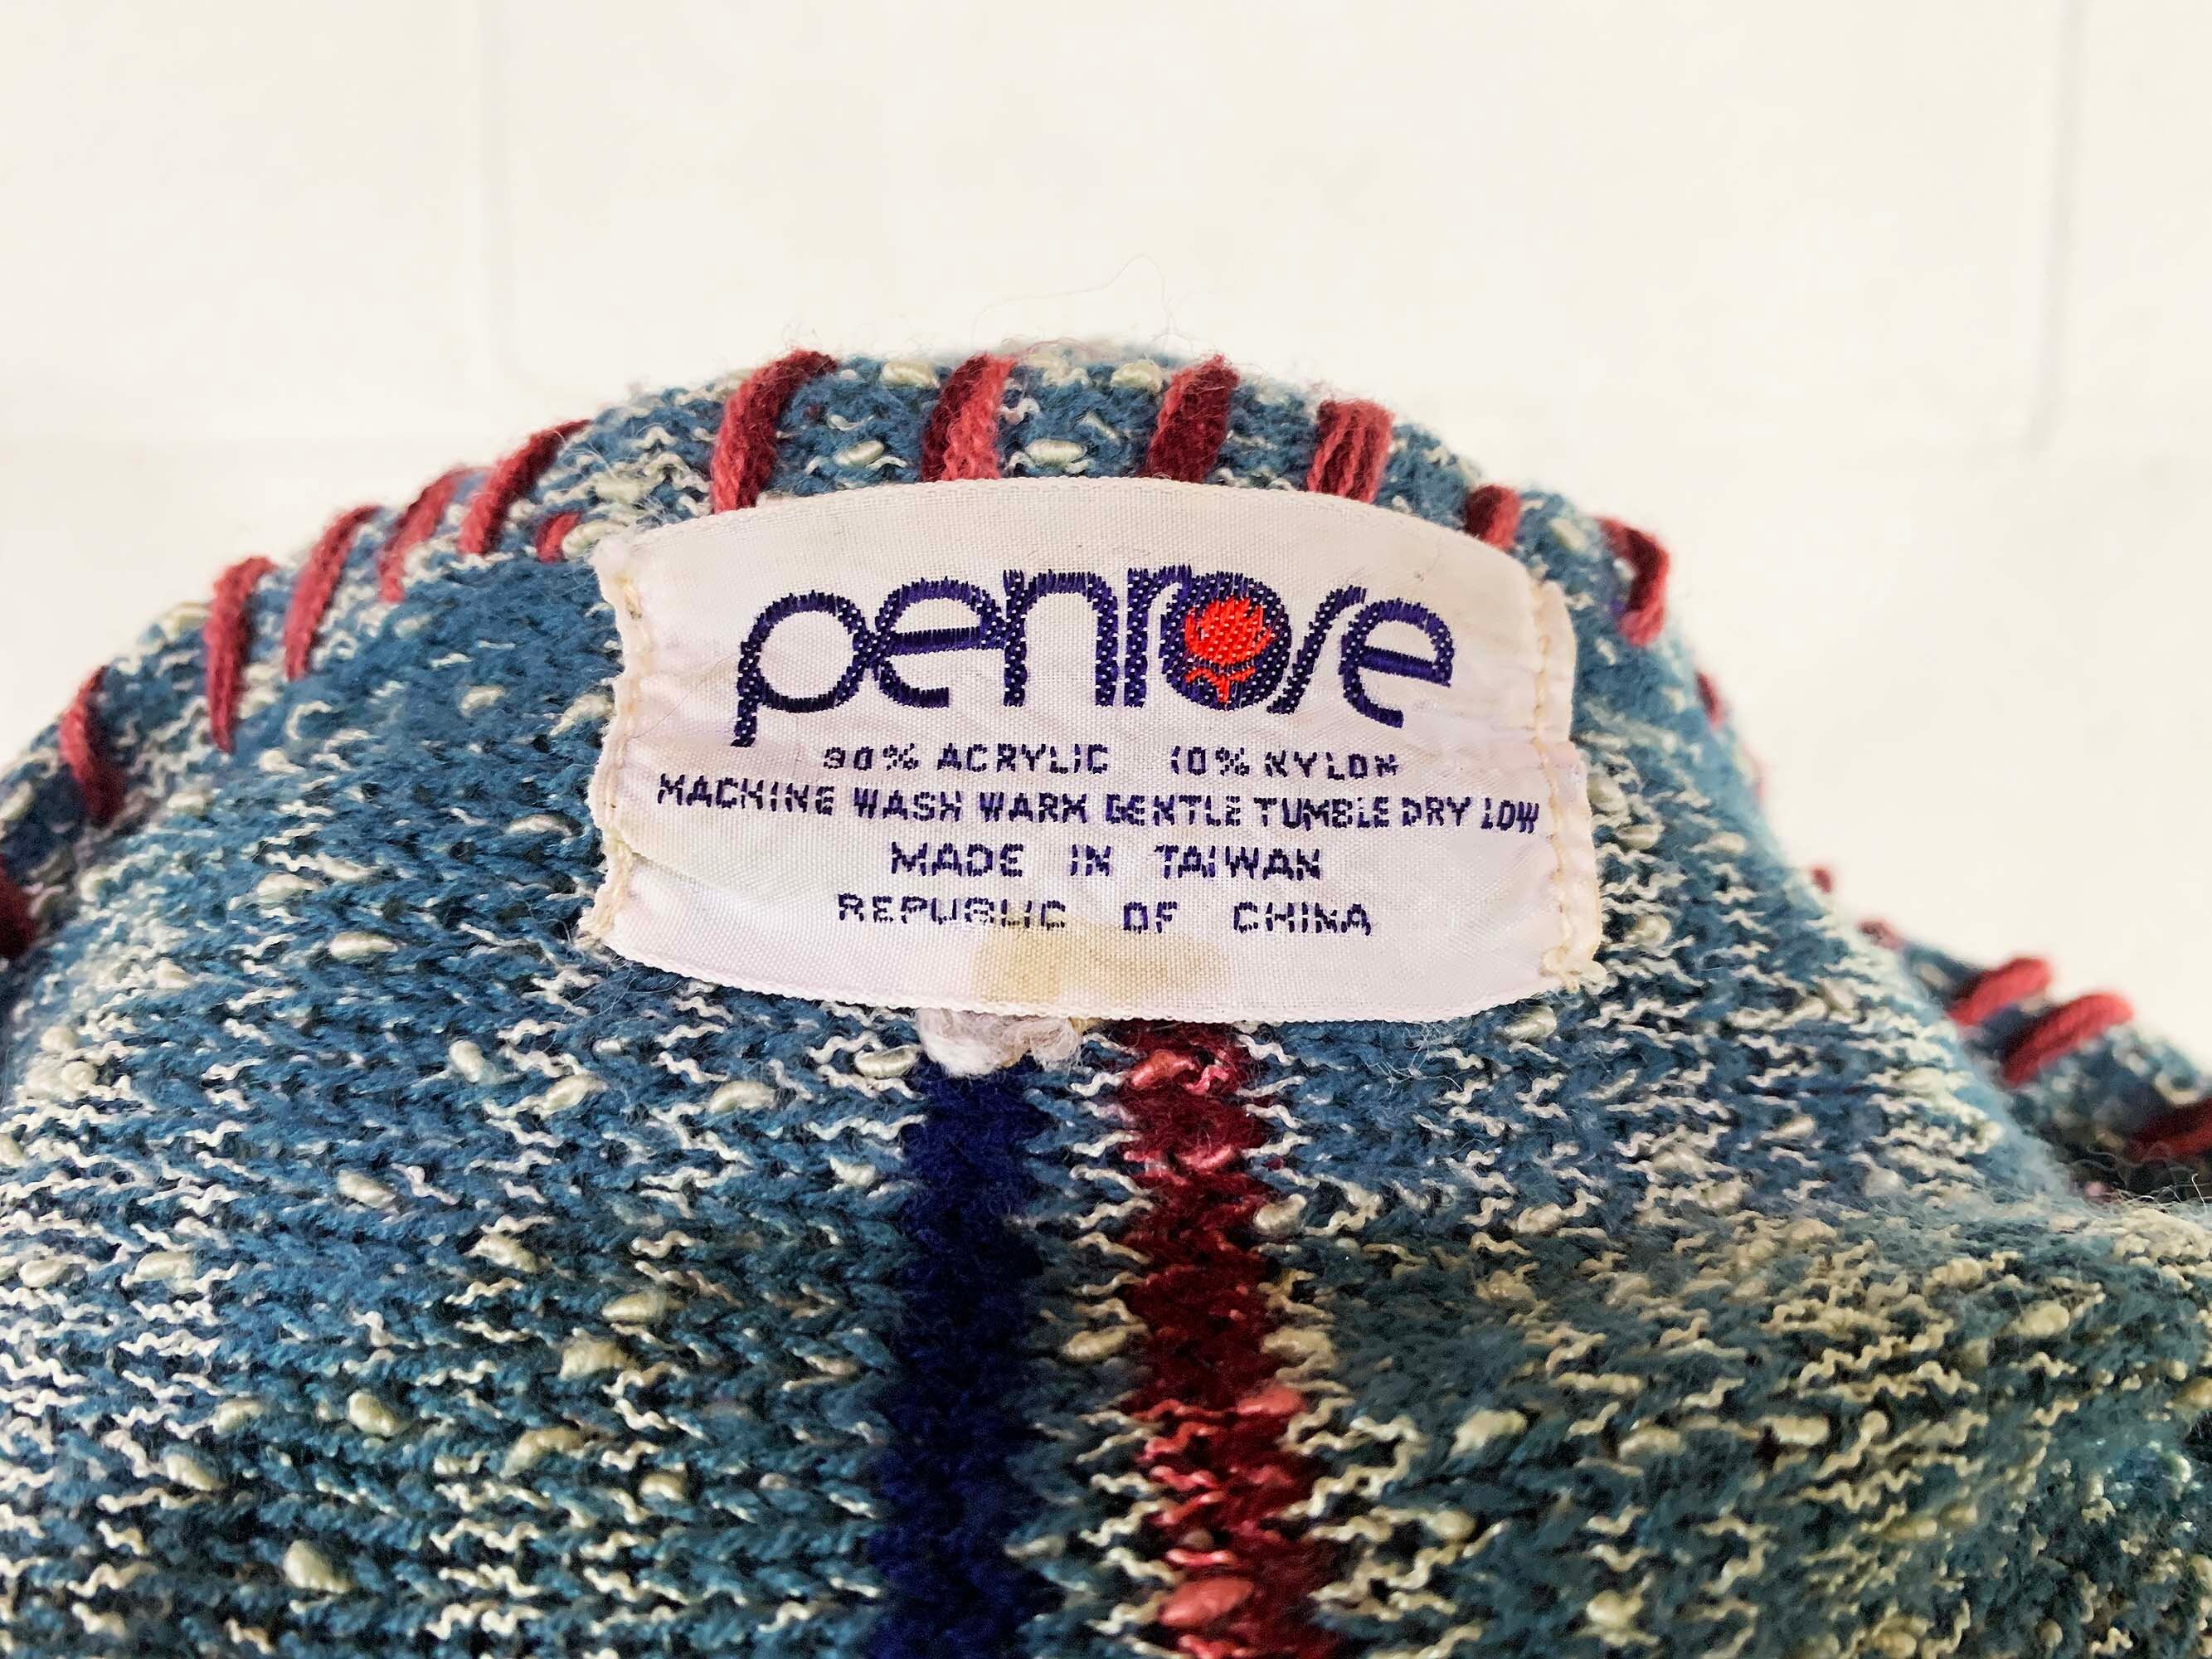 penrose
90% ACRYLIC 10% NYLON
MACHINE WASH WARM GENTLE TUMBLE DRY LOW
MADE IN TAIWAN
REPUBLIC OF CHINA